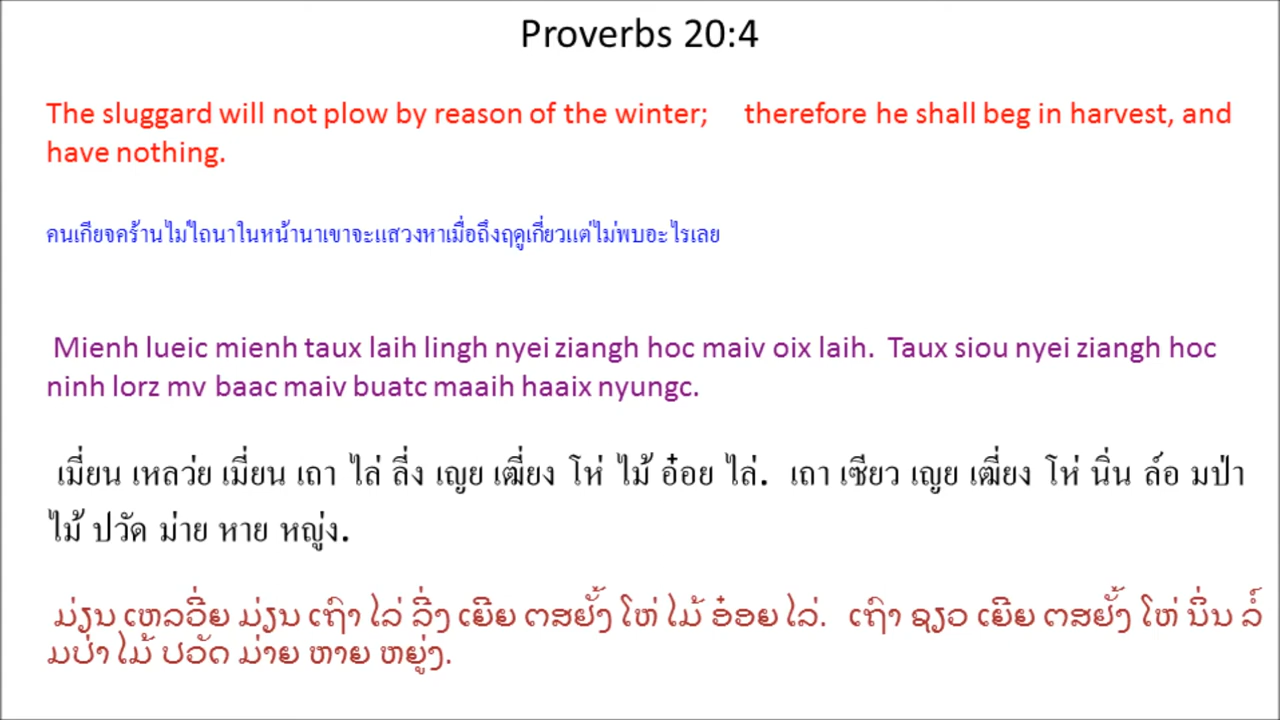 Proverbs 20:4
The sluggard will not plow by reason of the winter; therefore he shall beg in harvest, and
have nothing.
คนเกียจคร้านไม่ไถนาในหน้านาเขาจะแสวงหาเมื่อถึงฤดูเกี่ยวแต่ไม่พบอะไรเลย
Mienh lueic mienh taux laih lingh nyei ziangh hoc maiv oix laih. Taux siou nyei ziangh hoc
ninh lorz mv baac maiv buatc maaih haaix nyungc.
เมี่ยน เหลว่ย เมี่ยน เถา ไล่ ลี่ง เญย เฒี่ยง โห่ ไม้ อ๋อย ไล่. เถา เซียว เญย เฒี่ยง โห่ นิ่น ล์อ มป่า
ไม้ ปวัด ม่าย หาย หญู่ง.
ມ່ຽນ ເຫລວີ່ຍ ມ່ຽນ ເຖົາ ໄລ່ ລີ່ງ ເຍີຍ ຕສຢັ້ງ ໂຫ່ ໄມ້ ອ໋ອຍ ໄລ່. ເຖົາ ຊຽວ ເຍີຍ ຕສຢັ້ງ ໂຫ່ ນິ່ນ ລໍ໌
ມປ່າ ໄມ້ ປວັດ ມ່າຍ ຫາຍ ຫຍູ່ງ.